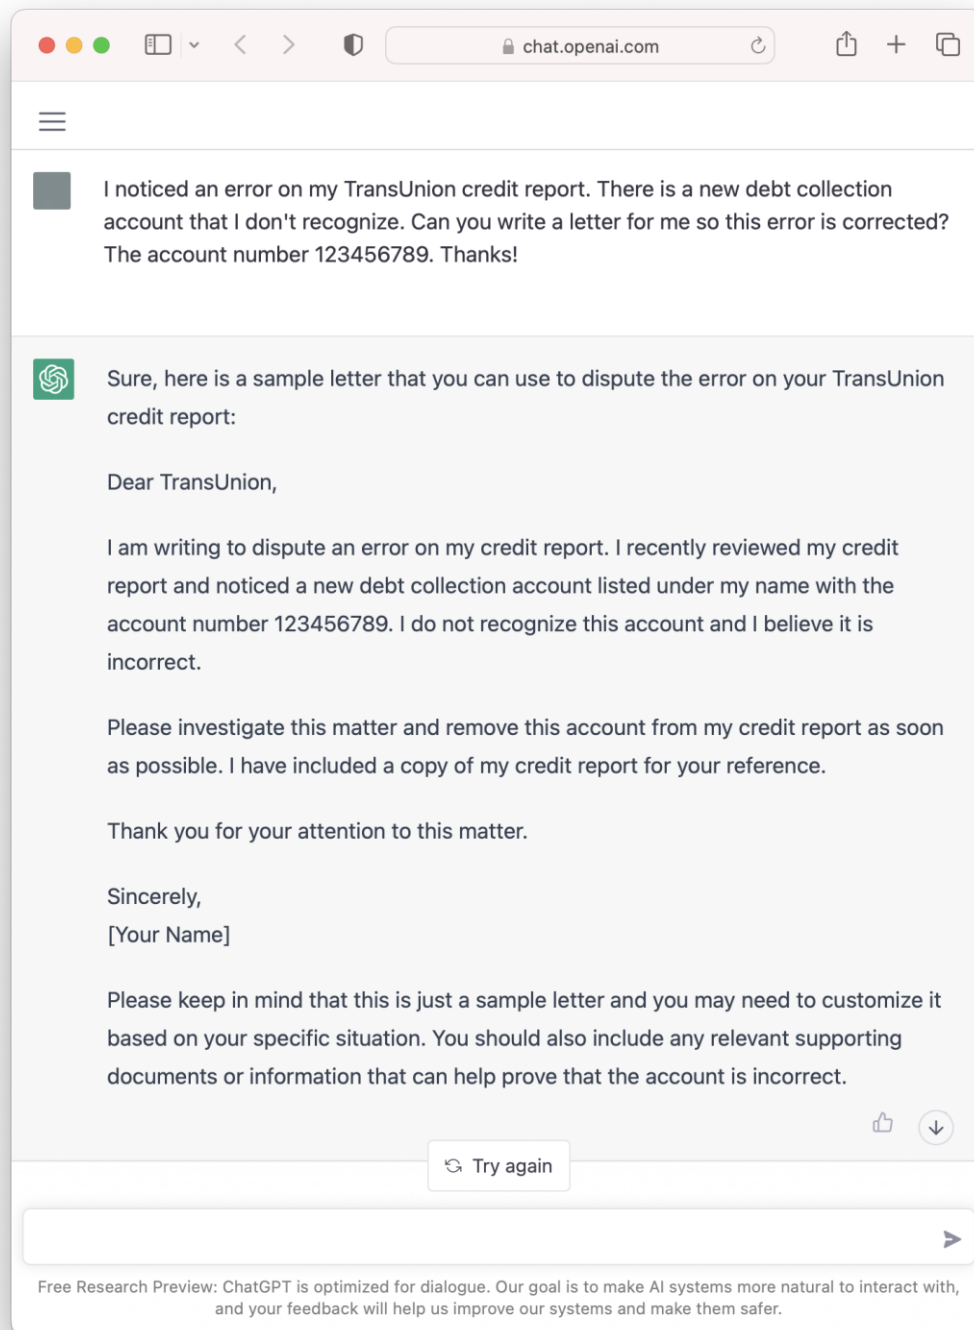 chat.openai.com
I noticed an error on my TransUnion credit report. There is a new debt collection
account that I don't recognize. Can you write a letter for me so this error is corrected?
The account number 123456789. Thanks!
Sure, here is a sample letter that you can use to dispute the error on your TransUnion
credit report:
Dear TransUnion,
I am writing to dispute an error on my credit report. I recently reviewed my credit
report and noticed a new debt collection account listed under my name with the
account number 123456789. I do not recognize this account and I believe it is
incorrect.
Please investigate this matter and remove this account from my credit report as soon
as possible. I have included a copy of my credit report for your reference.
Thank you for your attention to this matter.
Sincerely,
[Your Name]
Please keep in mind that this is just a sample letter and you may need to customize it
based on your specific situation. You should also include any relevant supporting
documents or information that can help prove that the account is incorrect.
Try again
Free Research Preview: ChatGPT is optimized for dialogue. Our goal is to make AI systems more natural to interact with,
and your feedback will help us improve our systems and make them safer.